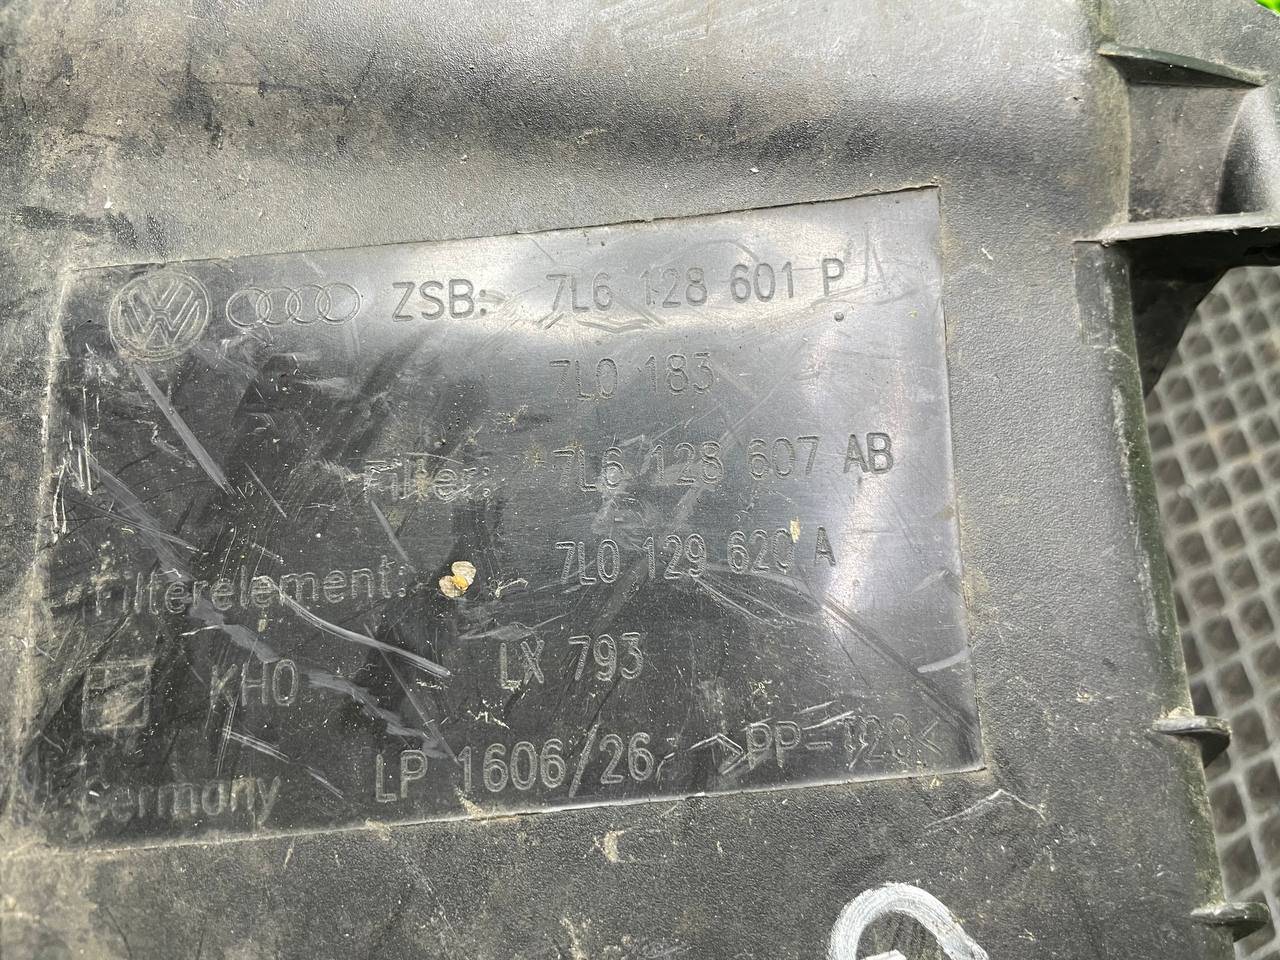 ZSB: 7L6 128 601 P
7L0 183
Filter: 7L6 128 607 AB
Filterelement: 7L0 129 620 A
KHO LX 793
LP 1606/26 >PP-T20<
Germany